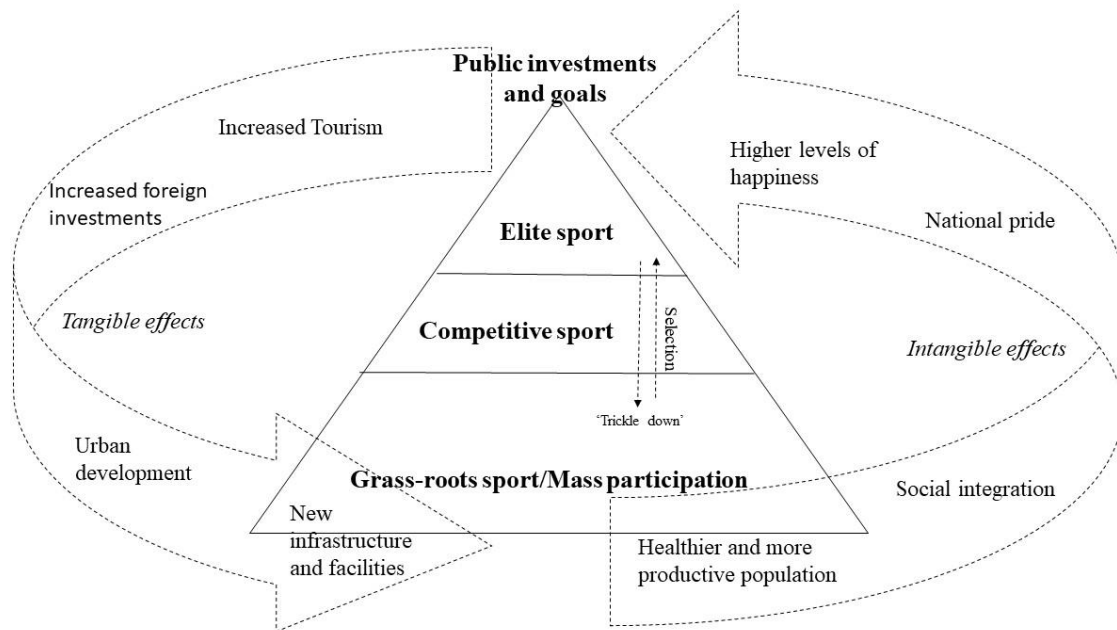 Public investments
and goals
Increased Tourism
Increased foreign
investments
Tangible effects
Urban
development
New
infrastructure
and facilities
Elite sport
Competitive sport
Selection
'Trickle down'
Grass-roots sport/Mass participation
Higher levels of
happiness
National pride
Intangible effects
Social integration
Healthier and more
productive population